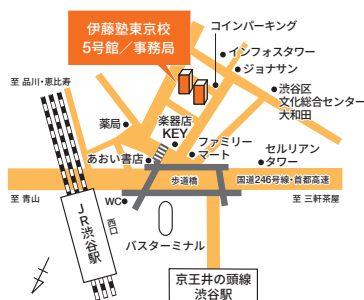 伊藤塾東京校
5号館／事務局
コインパーキング
インフォスタワー
ジョナサン
至 品川・恵比寿
渋谷区
文化総合センター
大和田
薬局
楽器店
KEY
ファミリー
マート
あおい書店
セルリアン
タワー
歩道橋
国道246号線・首都高速
至 青山
WC
至 三軒茶屋
西口
JR渋谷駅
バスターミナル
京王井の頭線
渋谷駅